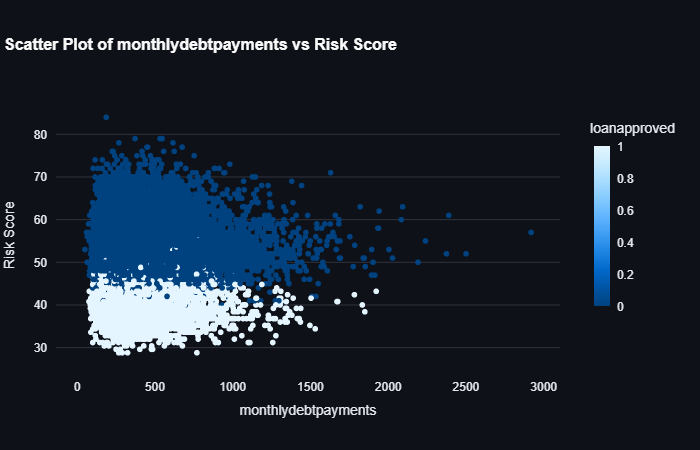 Scatter Plot of monthlydebtpayments vs Risk Score
loanapproved
80
70
60
50
40
30
Risk Score
0 500 1000 1500 2000 2500 3000
monthlydebtpayments
1
0.8
0.6
0.4
0.2
0